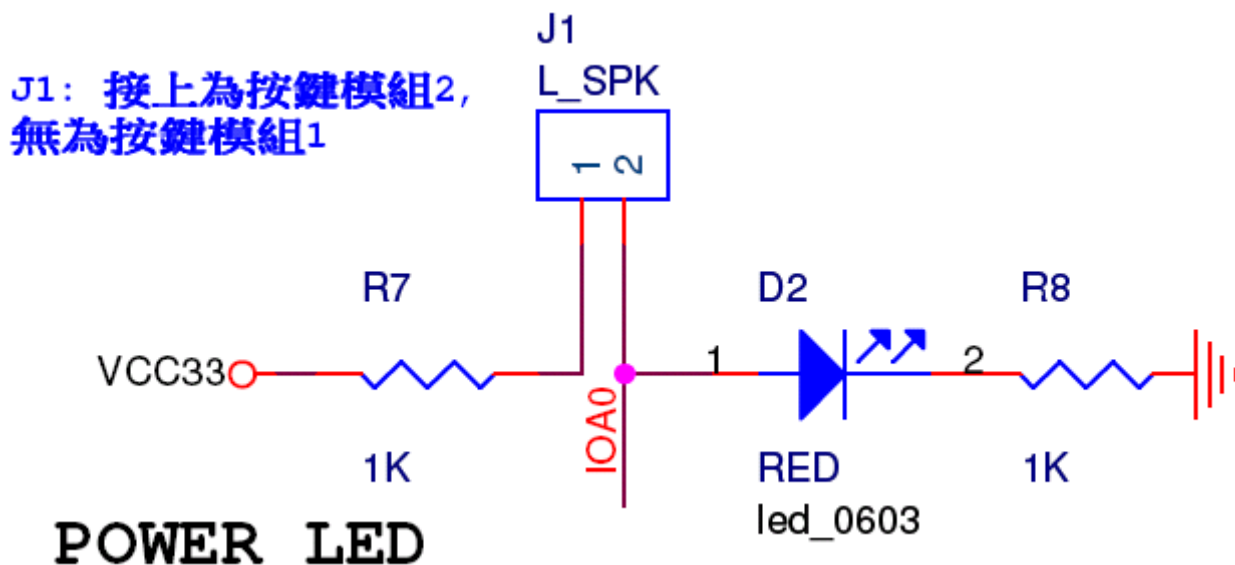 J1
J1: 接上為按鍵模組2,
無為按鍵模組1
L_SPK
1
2
R7
D2
R8
VCC33
1
2
IOA0
1K
RED
1K
led_0603
POWER LED